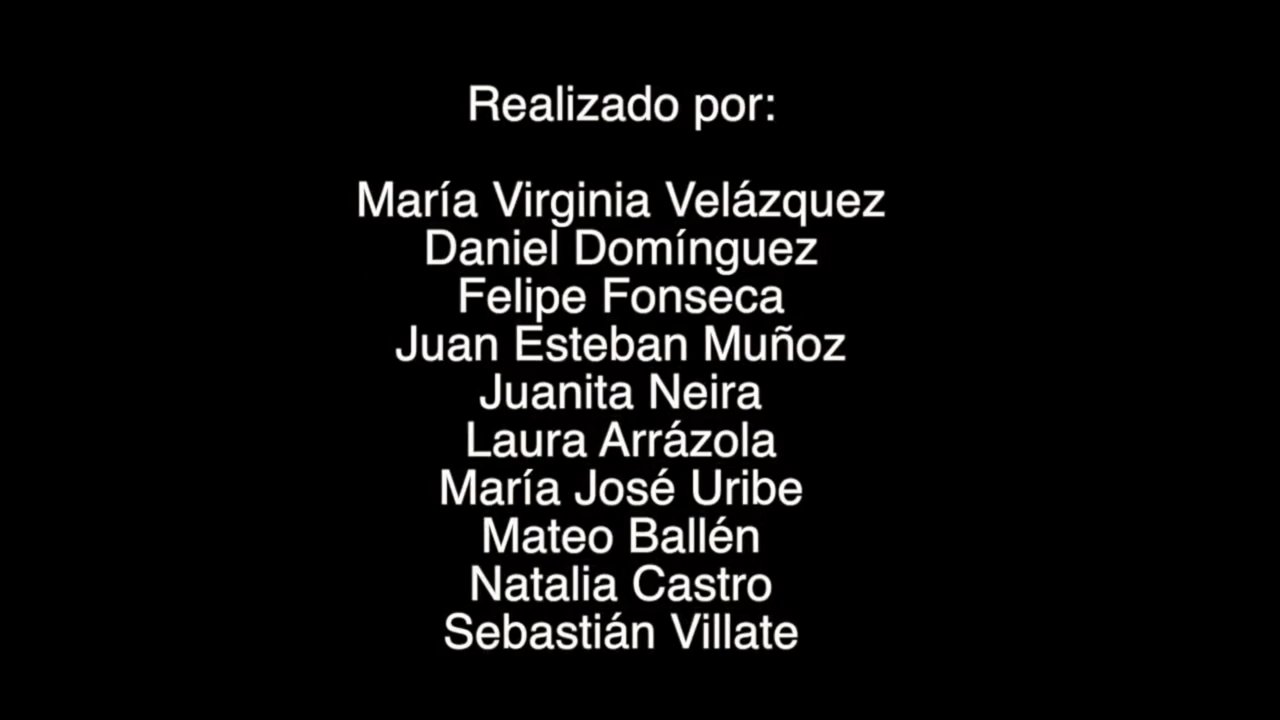 Realizado por:
María Virginia Velázquez
Daniel Domínguez
Felipe Fonseca
Juan Esteban Muñoz
Juanita Neira
Laura Arrázola
María José Uribe
Mateo Ballén
Natalia Castro
Sebastián Villate